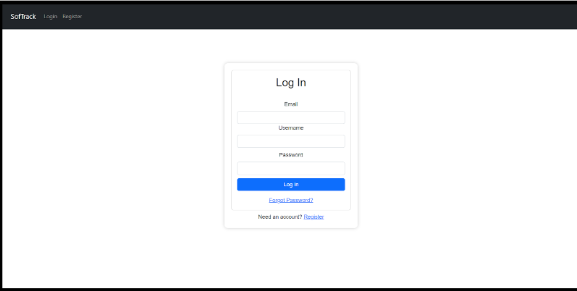 SofTrack Login Register
Log In
Email
Username
Password
Log in
Forgot Password?
Need an account? Register